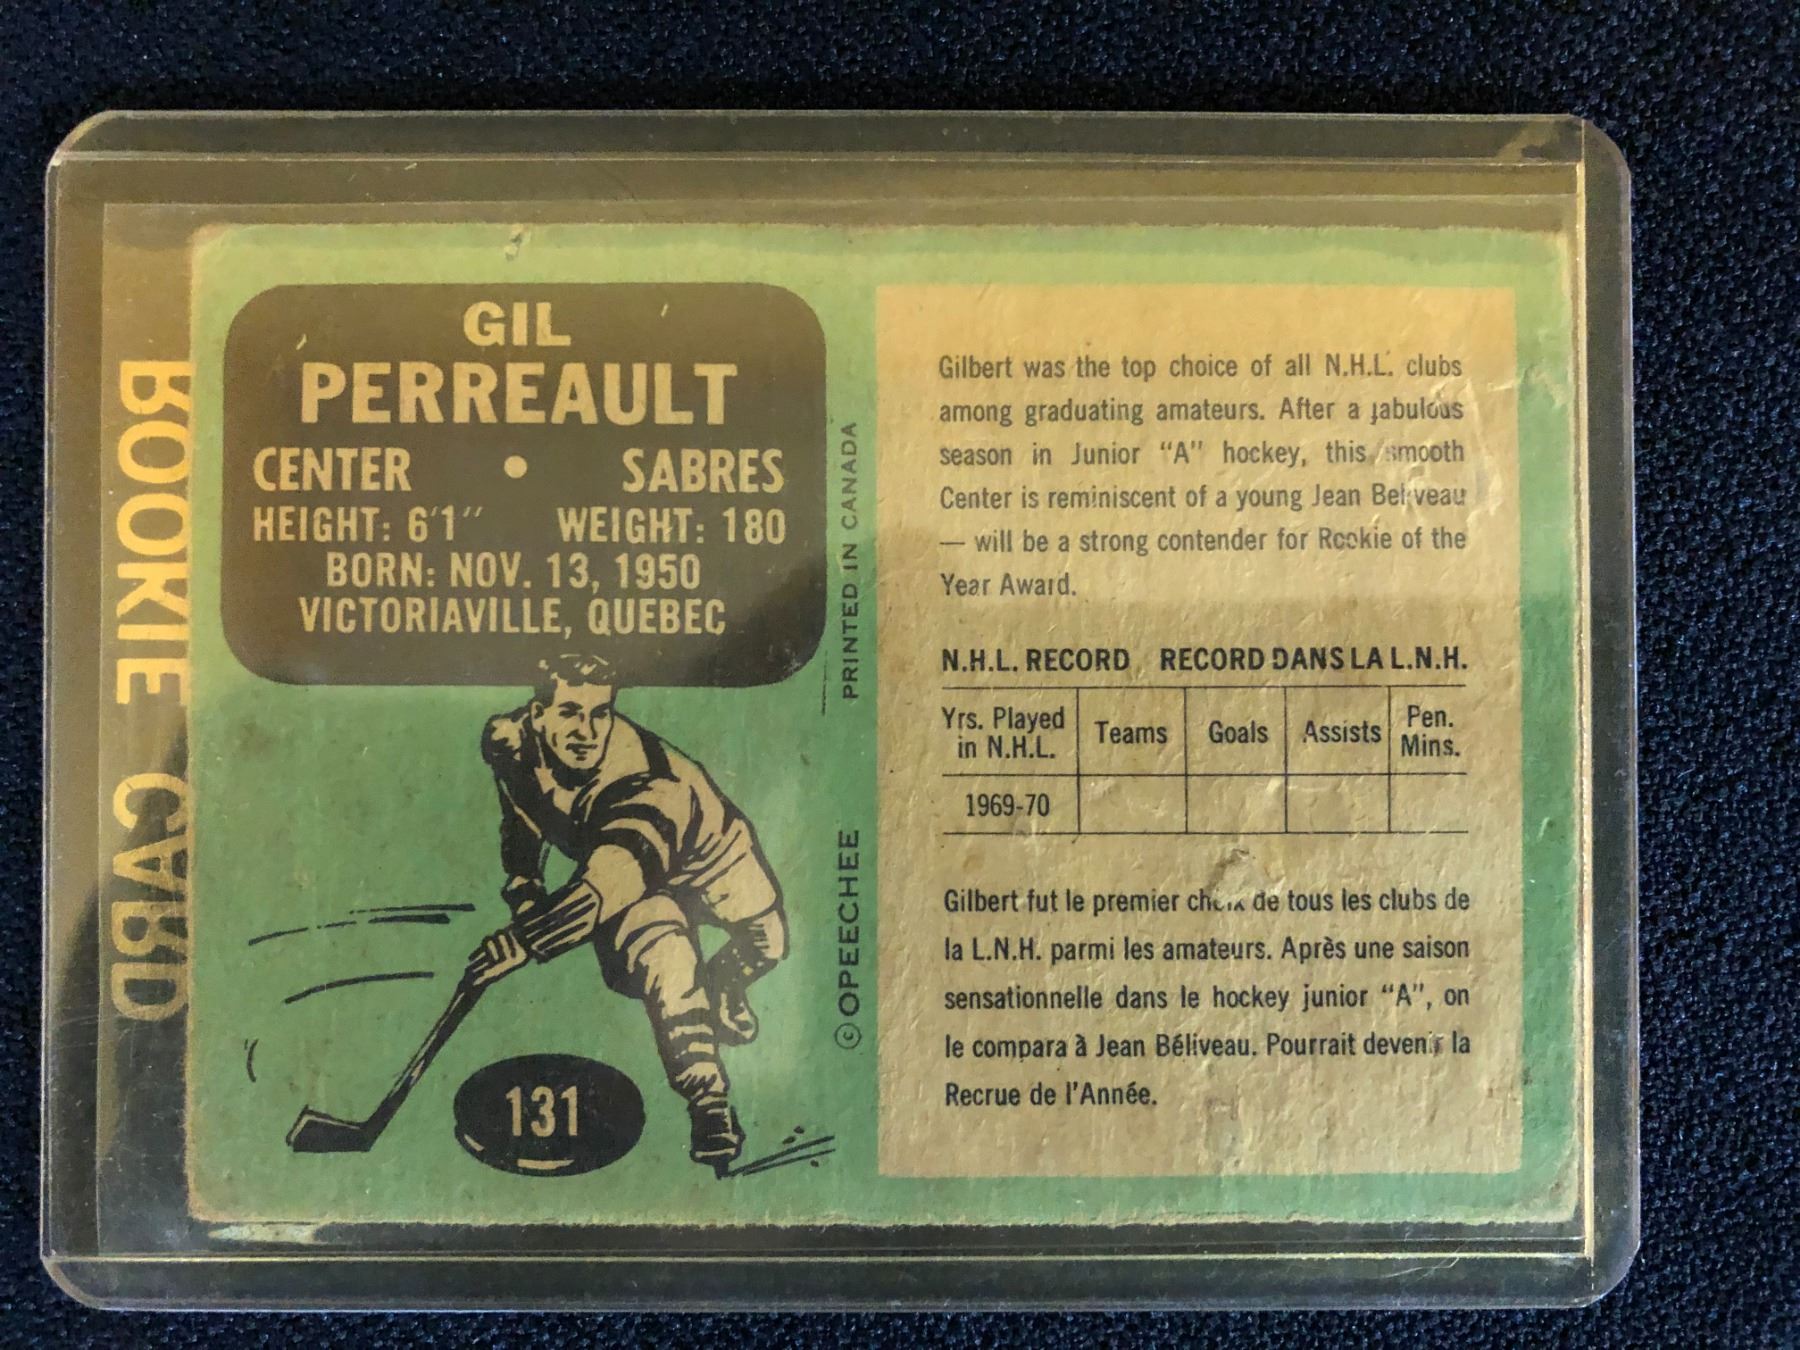 ROOKIE CARD
GIL
PERREAULT
CENTER • SABRES
HEIGHT: 6'1" WEIGHT: 180
BORN: NOV. 13, 1950
VICTORIAVILLE, QUEBEC
131
©OPEECHEE PRINTED IN CANADA
Gilbert was the top choice of all N.H.L. clubs
among graduating amateurs. After a fabulous
season in Junior "A" hockey, this smooth
Center is reminiscent of a young Jean Beliveau
— will be a strong contender for Rookie of the
Year Award.
N.H.L. RECORD RECORD DANS LA L.N.H.
Yrs. Played in N.H.L. Teams Goals Assists Pen. Mins.
1969-70
Gilbert fut le premier choix de tous les clubs de
la L.N.H. parmi les amateurs. Après une saison
sensationnelle dans le hockey junior "A", on
le compara à Jean Béliveau. Pourrait devenir la
Recrue de l'Année.